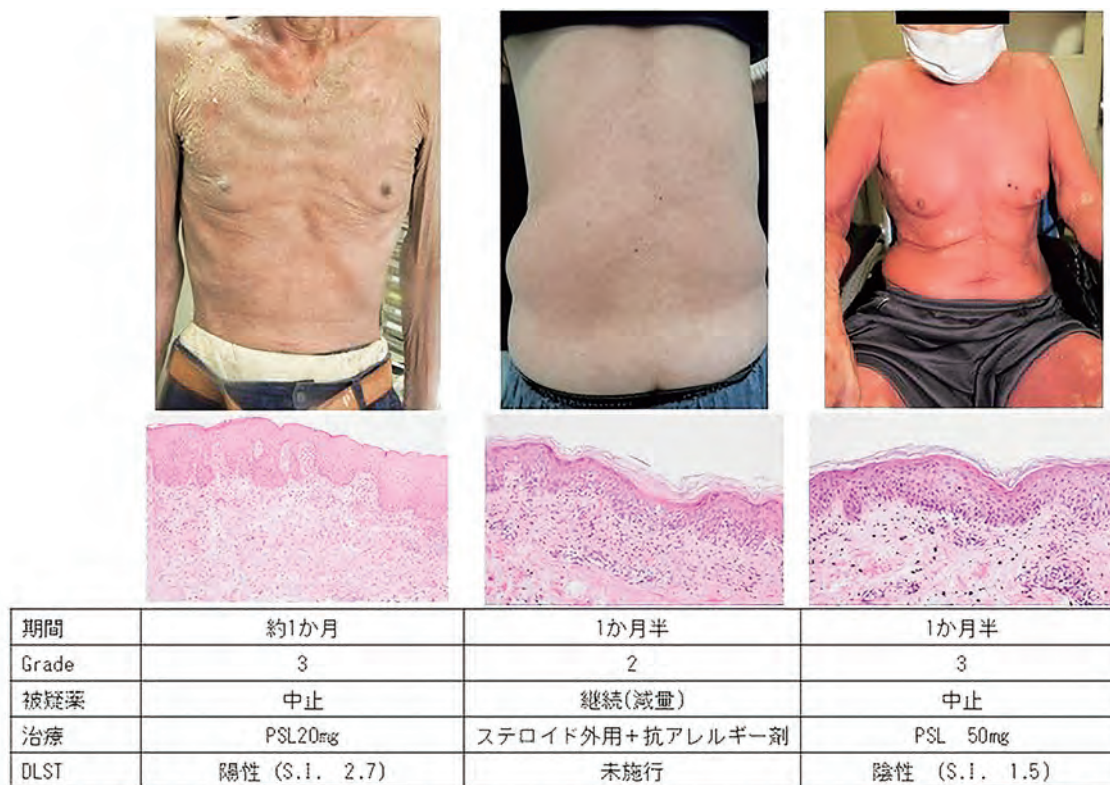 期間 約1か月 1か月半 1か月半
Grade 3 2 3
被疑薬 中止 継続(減量) 中止
治療 PSL20mg ステロイド外用+抗アレルギー剤 PSL 50mg
DLST 陽性 (S.I. 2.7) 未施行 陰性 (S.I. 1.5)